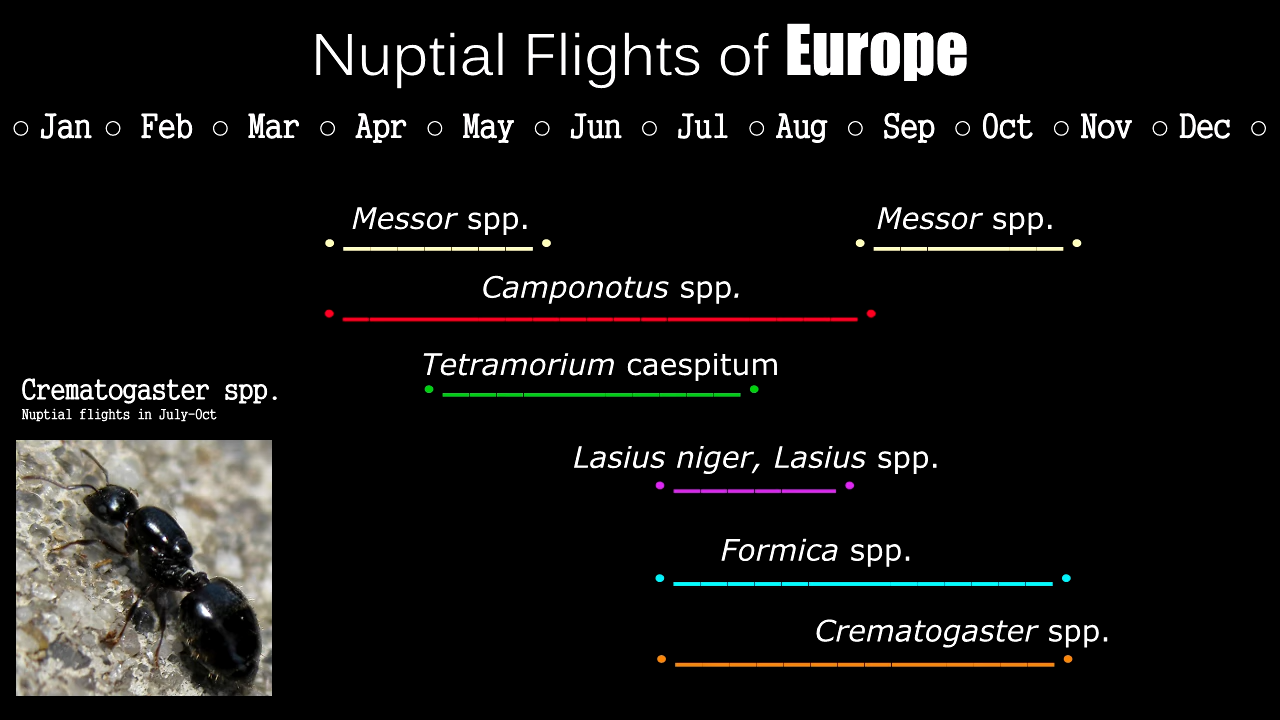 Nuptial Flights of Europe
○ Jan ○ Feb ○ Mar ○ Apr ○ May ○ Jun ○ Jul ○ Aug ○ Sep ○ Oct ○ Nov ○ Dec ○
Messor spp. Messor spp.
Camponotus spp.
Tetramorium caespitum
Crematogaster spp.
Nuptial flights in July-Oct
Lasius niger, Lasius spp.
Formica spp.
Crematogaster spp.